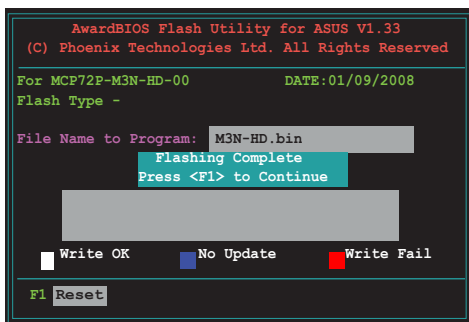 AwardBIOS Flash Utility for ASUS V1.33
(C) Phoenix Technologies Ltd. All Rights Reserved
For MCP72P-M3N-HD-00 DATE:01/09/2008
Flash Type -
File Name to Program: M3N-HD.bin
Flashing Complete
Press <F1> to Continue
Write OK No Update Write Fail
F1 Reset